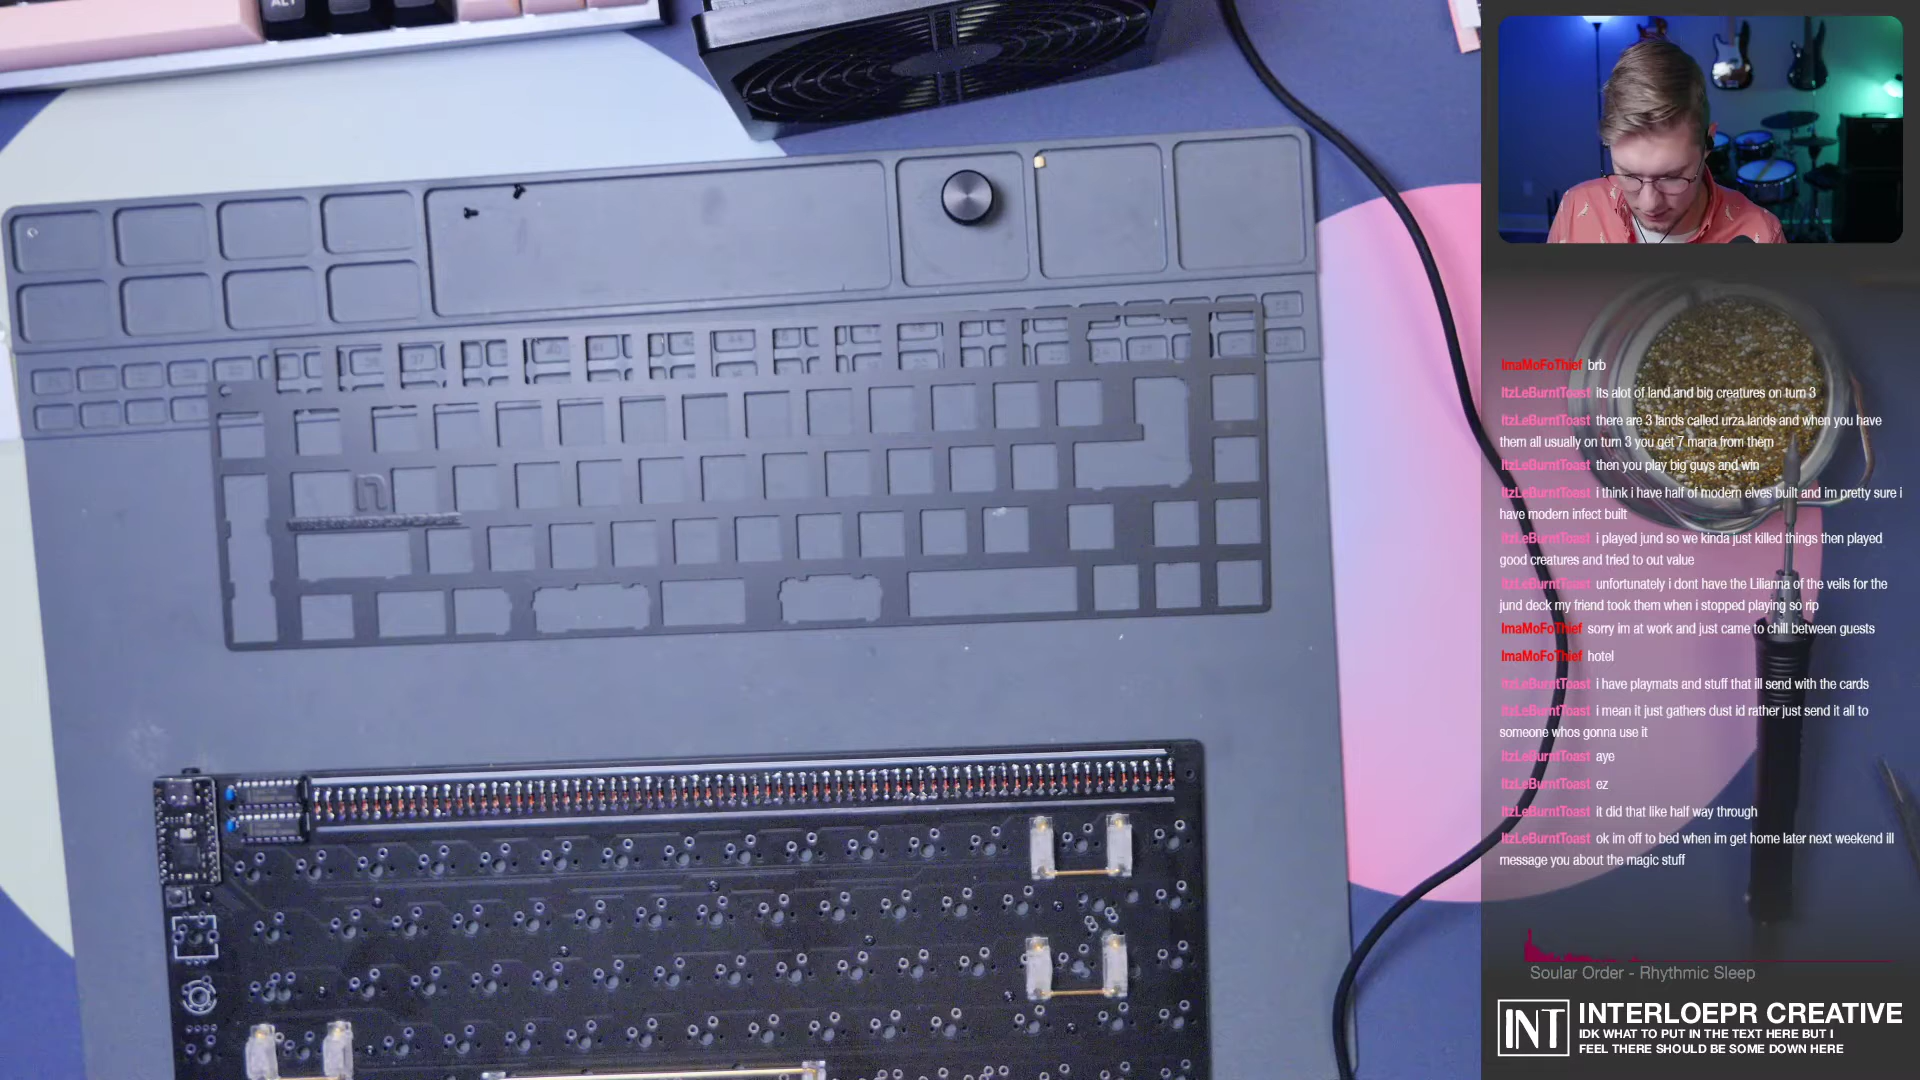 ALT
ImaMoFoThief brb
ItzLeBurntToast its alot of land and big creatures on turn 3
ItzLeBurntToast there are 3 lands called urza lands and when you have
them all usually on turn 3 you get 7 mana from them
ItzLeBurntToast then you play big guys and win
ItzLeBurntToast i think i have half of modern elves built and im pretty sure i
have modern infect built
ItzLeBurntToast i played jund so we kinda just killed things then played
good creatures and tried to out value
ItzLeBurntToast unfortunately i dont have the Lilianna of the veils for the
jund deck my friend took them when i stopped playing so rip
ImaMoFoThief sorry im at work and just came to chill between guests
ImaMoFoThief hotel
ItzLeBurntToast i have playmats and stuff that ill send with the cards
ItzLeBurntToast i mean it just gathers dust id rather just send it all to
someone whos gonna use it
ItzLeBurntToast aye
ItzLeBurntToast ez
ItzLeBurntToast it did that like half way through
ItzLeBurntToast ok im off to bed when im get home later next weekend ill
message you about the magic stuff
Soular Order - Rhythmic Sleep
INT
INTERLOEPR CREATIVE
IDK WHAT TO PUT IN THE TEXT HERE BUT I
FEEL THERE SHOULD BE SOME DOWN HERE